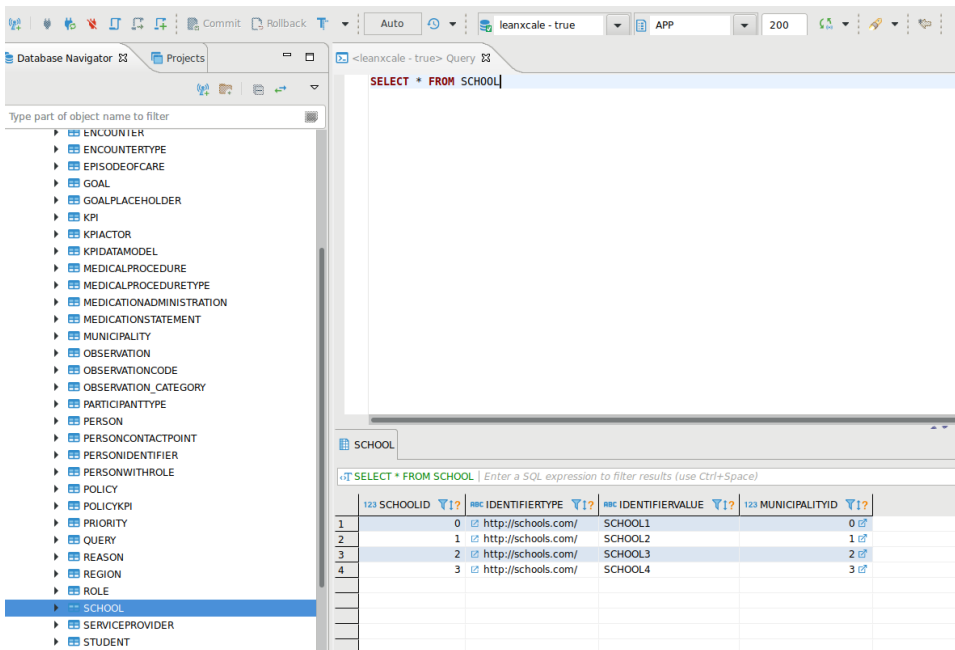 Commit Rollback Auto leanxcale - true APP 200
Database Navigator Projects
<leanxcale - true> Query
SELECT * FROM SCHOOL
Type part of object name to filter
ENCOUNTER
ENCOUNTERTYPE
EPISODEOFCARE
GOAL
GOALPLACEHOLDER
KPI
KPIACTOR
KPIDATAMODEL
MEDICALPROCEDURE
MEDICALPROCEDURETYPE
MEDICATIONADMINISTRATION
MEDICATIONSTATEMENT
MUNICIPALITY
OBSERVATION
OBSERVATIONCODE
OBSERVATION_CATEGORY
PARTICIPANTTYPE
PERSON
PERSONCONTACTPOINT
PERSONIDENTIFIER
PERSONWITHROLE
POLICY
POLICYKPI
PRIORITY
QUERY
REASON
REGION
ROLE
SCHOOL
SERVICEPROVIDER
STUDENT
SCHOOL
SELECT * FROM SCHOOL Enter a SQL expression to filter results (use Ctrl+Space)
123 SCHOOLID ABC IDENTIFIERTYPE ABC IDENTIFIERVALUE 123 MUNICIPALITYID
1 0 http://schools.com/ SCHOOL1 0
2 1 http://schools.com/ SCHOOL2 1
3 2 http://schools.com/ SCHOOL3 2
4 3 http://schools.com/ SCHOOL4 3